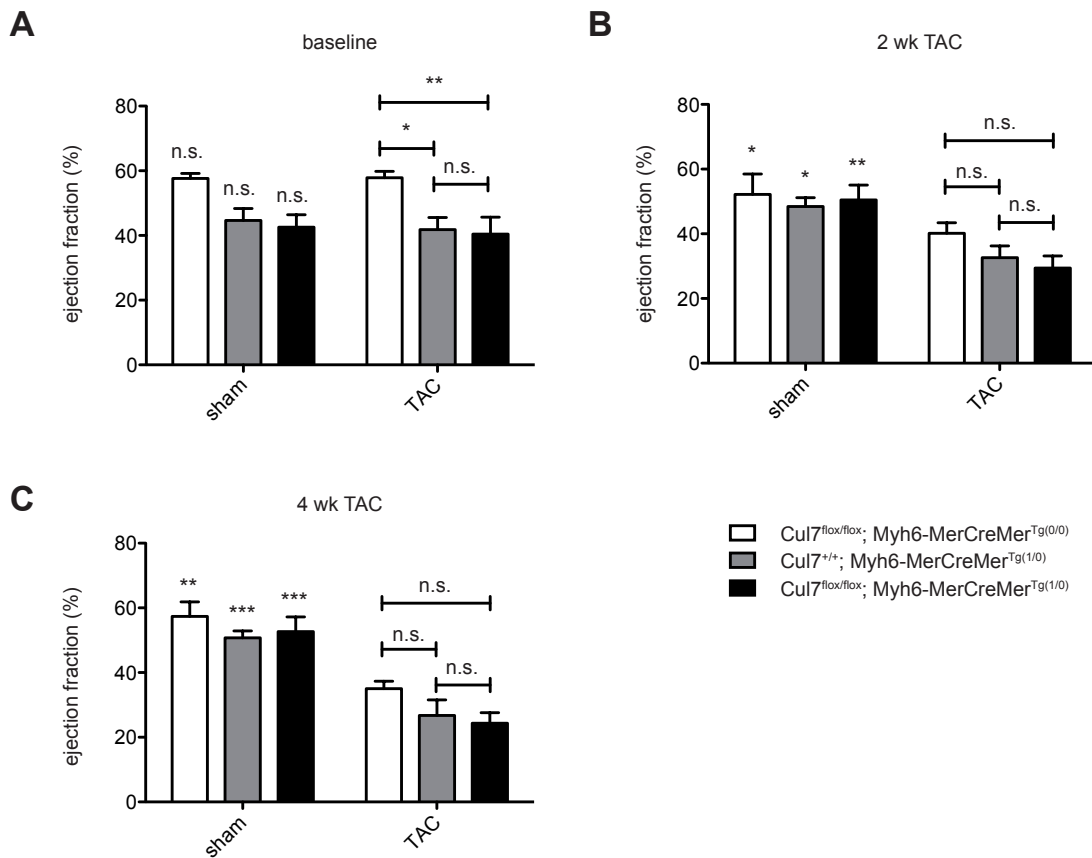 A
baseline
ejection fraction (%)
80
60
40
20
0
n.s.
n.s.
n.s.
**
*
n.s.
sham
TAC
B
2 wk TAC
ejection fraction (%)
80
60
40
20
0
*
*
**
n.s.
n.s.
n.s.
sham
TAC
C
4 wk TAC
ejection fraction (%)
80
60
40
20
0
**
***
***
n.s.
n.s.
n.s.
sham
TAC
Cul7flox/flox; Myh6-MerCreMerTg(0/0)
Cul7+/+; Myh6-MerCreMerTg(1/0)
Cul7flox/flox; Myh6-MerCreMerTg(1/0)